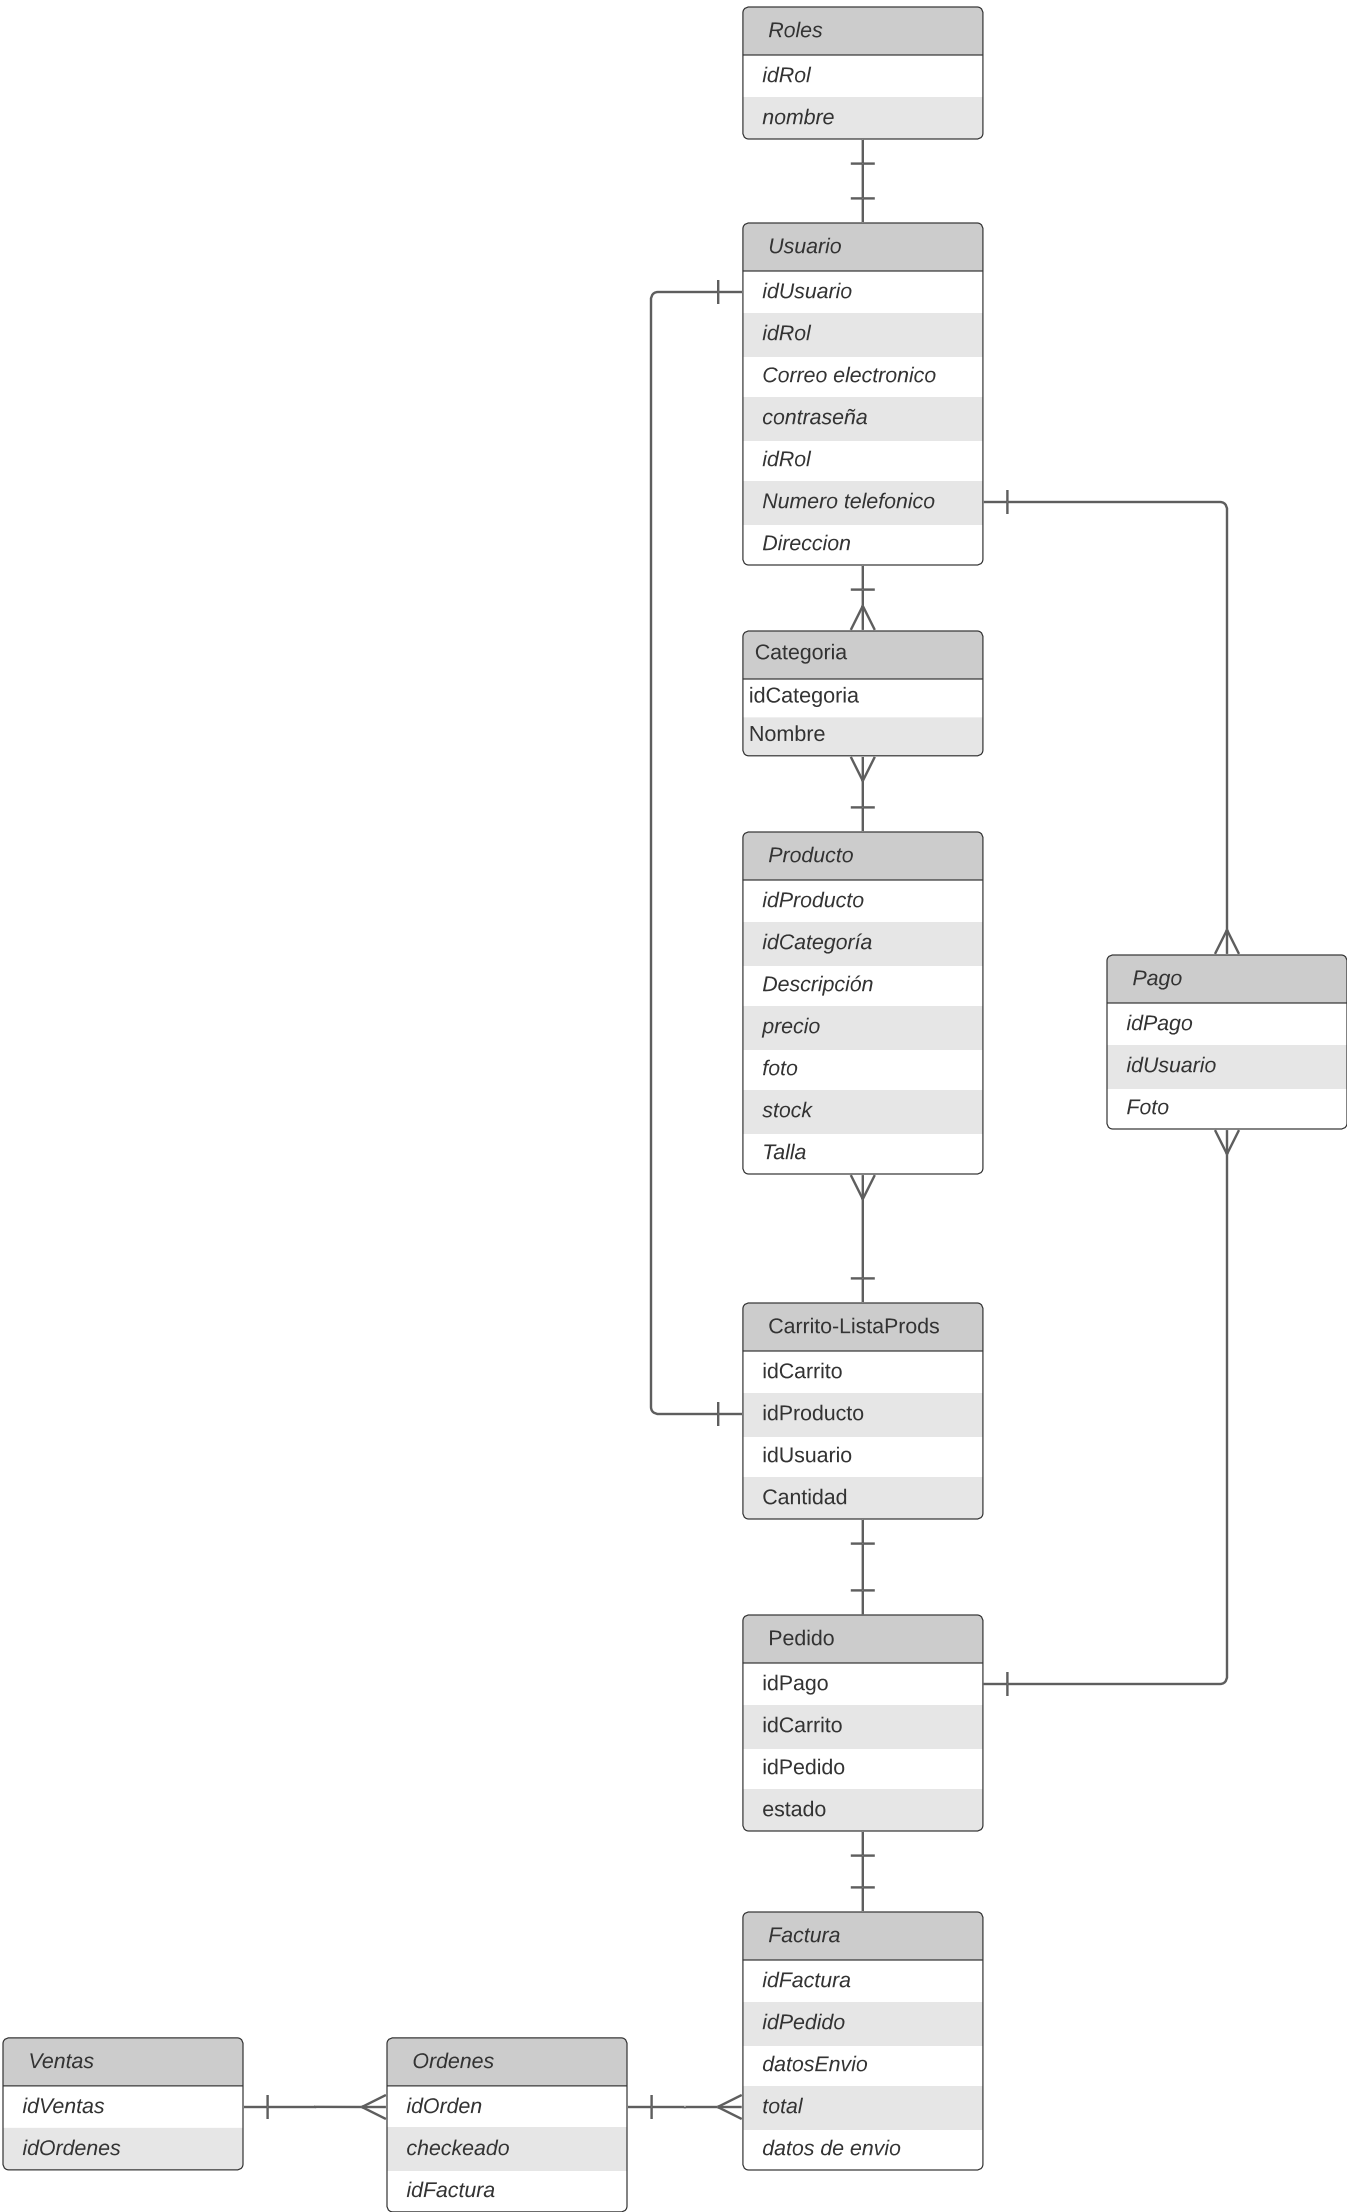 Roles
idRol
nombre
Usuario
idUsuario
idRol
Correo electronico
contraseña
idRol
Numero telefonico
Direccion
Categoria
idCategoria
Nombre
Producto
idProducto
idCategoría
Descripción
precio
foto
stock
Talla
Pago
idPago
idUsuario
Foto
Carrito-ListaProds
idCarrito
idProducto
idUsuario
Cantidad
Pedido
idPago
idCarrito
idPedido
estado
Factura
idFactura
idPedido
datosEnvio
total
datos de envio
Ordenes
idOrden
checkeado
idFactura
Ventas
idVentas
idOrdenes